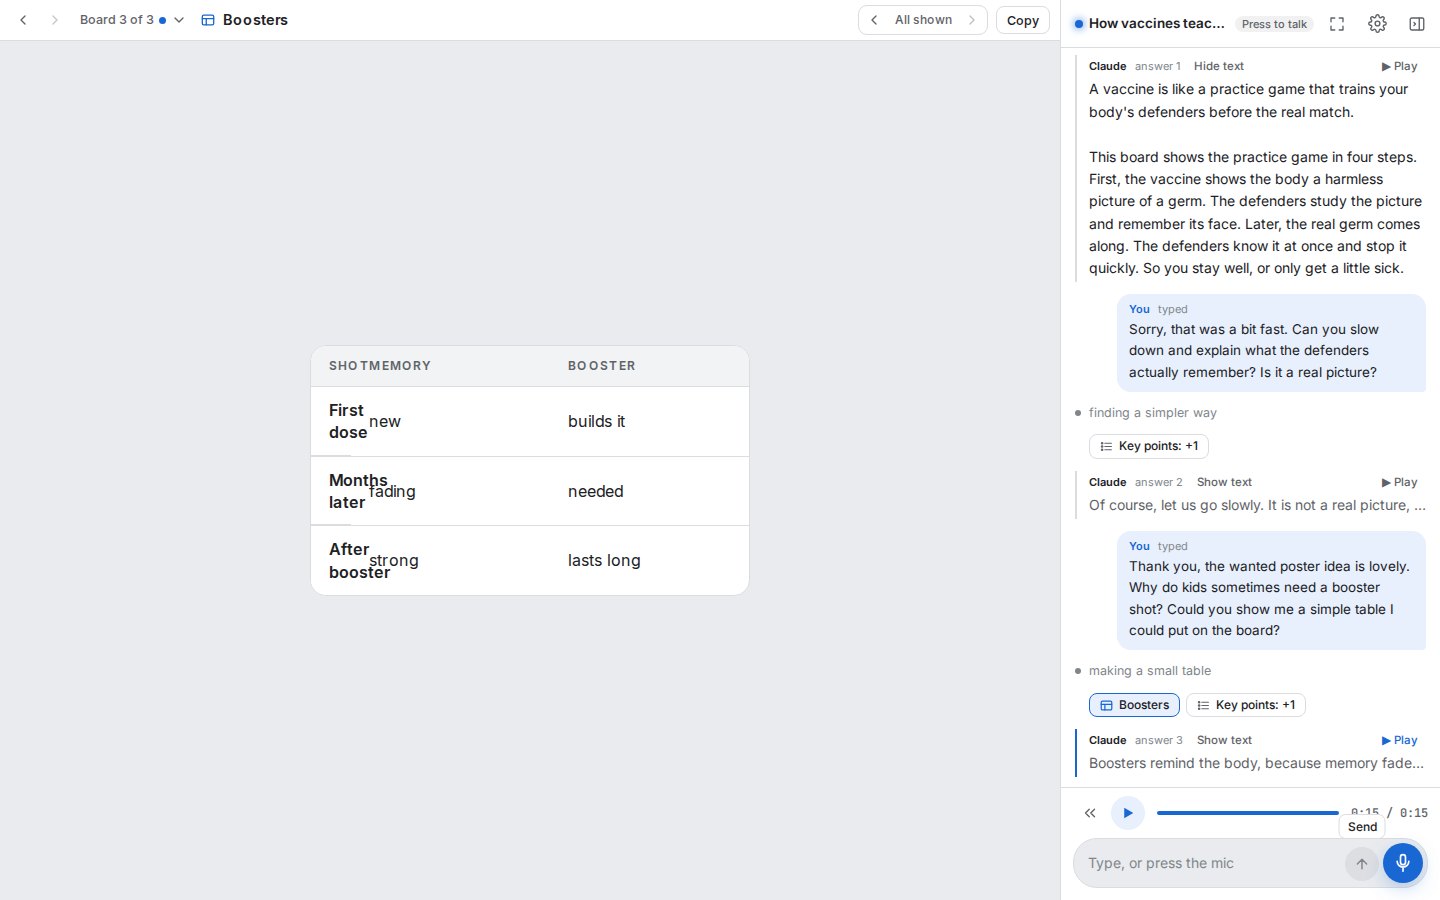 Board 3 of 3
Boosters
All shown
Copy
SHOT MEMORY BOOSTER
First dose new builds it
Months later fading needed
After booster strong lasts long
How vaccines teac...
Press to talk
Claude answer 1 Hide text ▶ Play
A vaccine is like a practice game that trains your
body's defenders before the real match.
This board shows the practice game in four steps.
First, the vaccine shows the body a harmless
picture of a germ. The defenders study the picture
and remember its face. Later, the real germ comes
along. The defenders know it at once and stop it
quickly. So you stay well, or only get a little sick.
You typed
Sorry, that was a bit fast. Can you slow
down and explain what the defenders
actually remember? Is it a real picture?
finding a simpler way
Key points: +1
Claude answer 2 Show text ▶ Play
Of course, let us go slowly. It is not a real picture, ...
You typed
Thank you, the wanted poster idea is lovely.
Why do kids sometimes need a booster
shot? Could you show me a simple table I
could put on the board?
making a small table
Boosters
Key points: +1
Claude answer 3 Show text ▶ Play
Boosters remind the body, because memory fade...
0:15 / 0:15
Send
Type, or press the mic